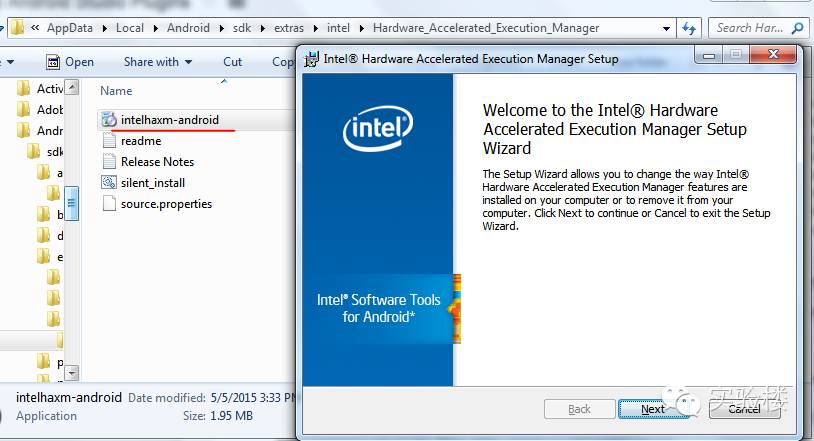 AppData ▸ Local ▸ Android ▸ sdk ▸ extras ▸ intel ▸ Hardware_Accelerated_Execution_Manager
Search Har...
Open Share with Cut
Name
Activ
Adob
Andr
sdk
a
b
d
e
p
intelhaxm-android
readme
Release Notes
silent_install
source.properties
intelhaxm-android Date modified: 5/5/2015 3:33 PM
Application Size: 1.95 MB
Intel® Hardware Accelerated Execution Manager Setup
intel
Intel® Software Tools
for Android*
Welcome to the Intel® Hardware
Accelerated Execution Manager Setup
Wizard
The Setup Wizard allows you to change the way Intel®
Hardware Accelerated Execution Manager features are
installed on your computer or to remove it from your
computer. Click Next to continue or Cancel to exit the Setup
Wizard.
Back Next Cancel
实验楼